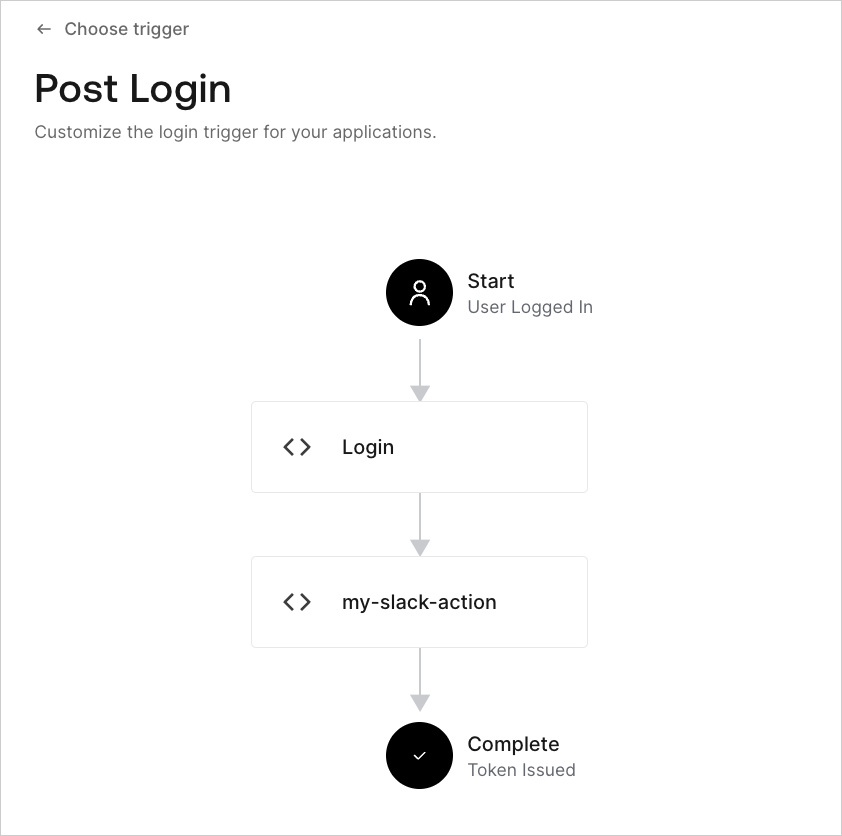 Choose trigger
Post Login
Customize the login trigger for your applications.
Start
User Logged In
Login
my-slack-action
Complete
Token Issued